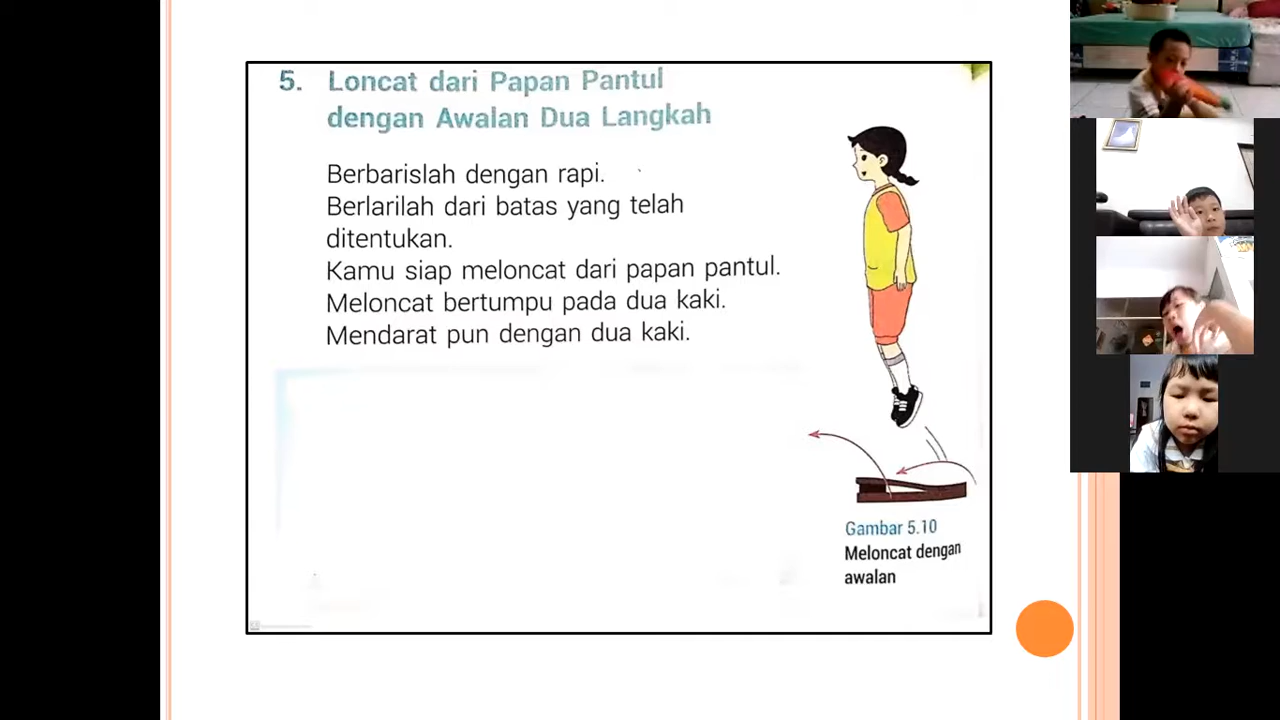 5. Loncat dari Papan Pantul
dengan Awalan Dua Langkah
Berbarislah dengan rapi.
Berlarilah dari batas yang telah
ditentukan.
Kamu siap meloncat dari papan pantul.
Meloncat bertumpu pada dua kaki.
Mendarat pun dengan dua kaki.
Gambar 5.10
Meloncat dengan
awalan